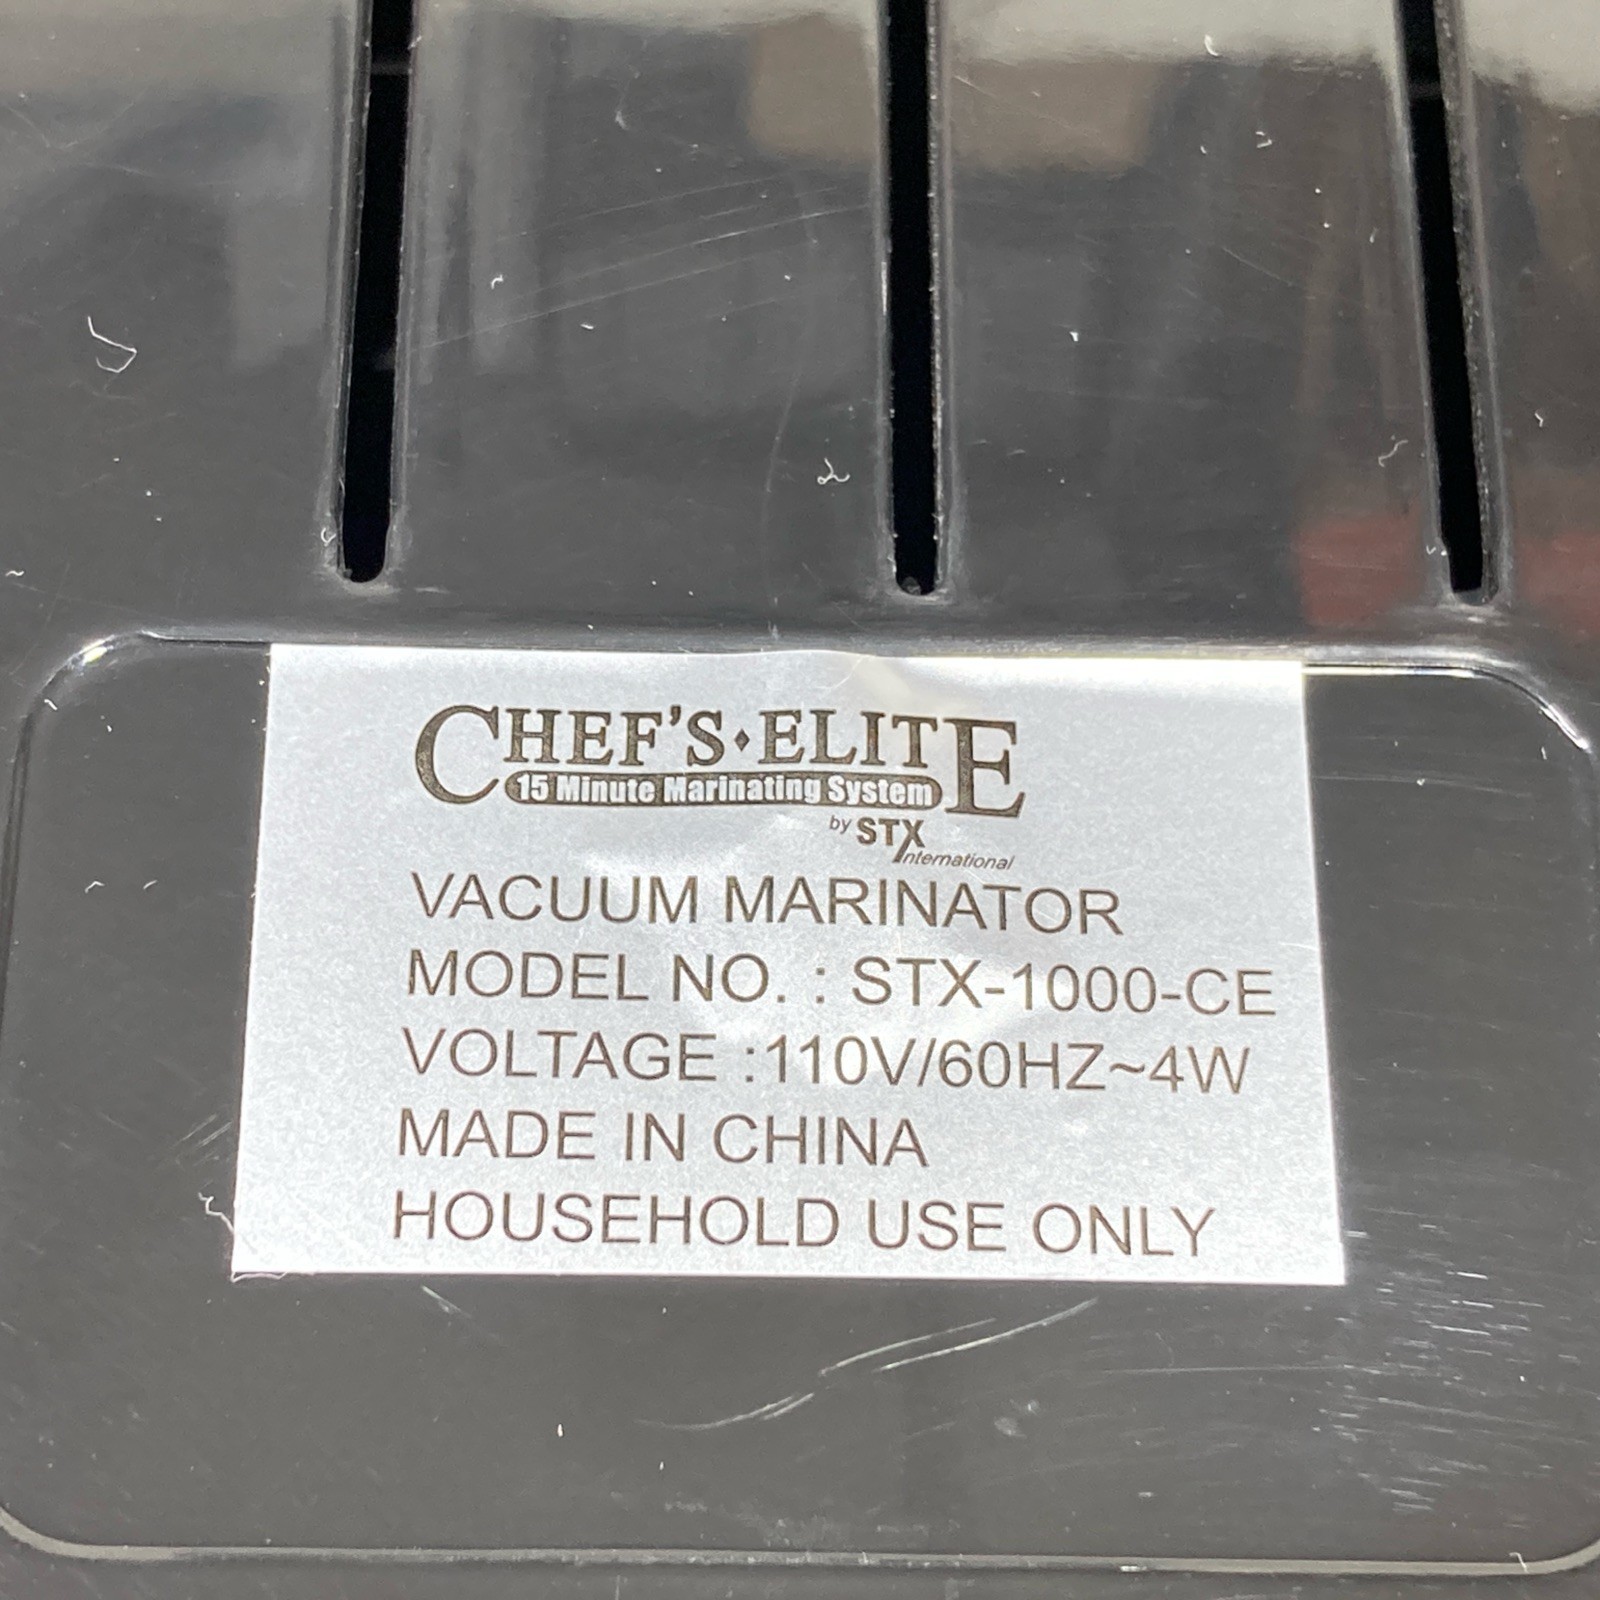 CHEF'S♦ELITE
15 Minute Marinating System
by STX
International
VACUUM MARINATOR
MODEL NO. : STX-1000-CE
VOLTAGE :110V/60HZ~4W
MADE IN CHINA
HOUSEHOLD USE ONLY